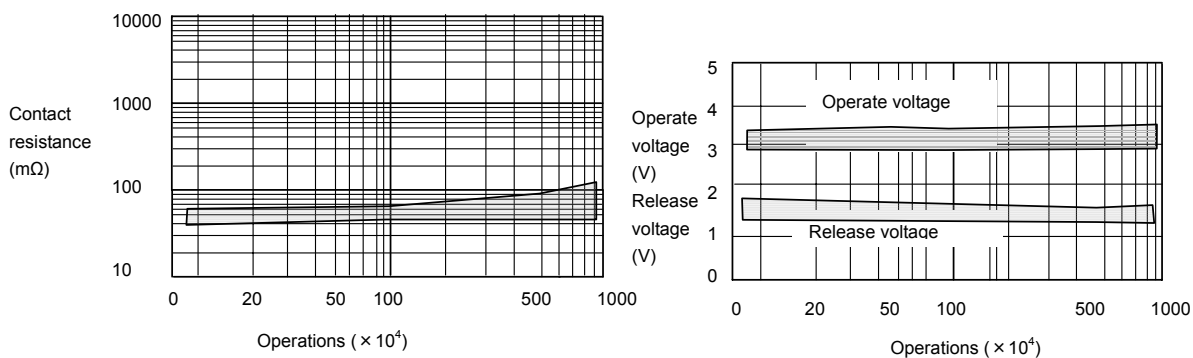 10000
1000
100
10
Contact
resistance
(mΩ)
0 20 50 100 500 1000
Operations ( × 10⁴)
5
4
3
2
1
0
Operate
voltage
(V)
Release
voltage
(V)
Operate voltage
Release voltage
0 20 50 100 500 1000
Operations ( × 10⁴)